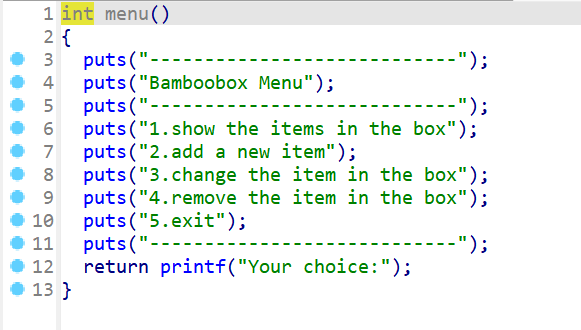 1 int menu()
2 {
3 puts("----------------------------");
4 puts("Bamboobox Menu");
5 puts("----------------------------");
6 puts("1.show the items in the box");
7 puts("2.add a new item");
8 puts("3.change the item in the box");
9 puts("4.remove the item in the box");
10 puts("5.exit");
11 puts("----------------------------");
12 return printf("Your choice:");
13 }